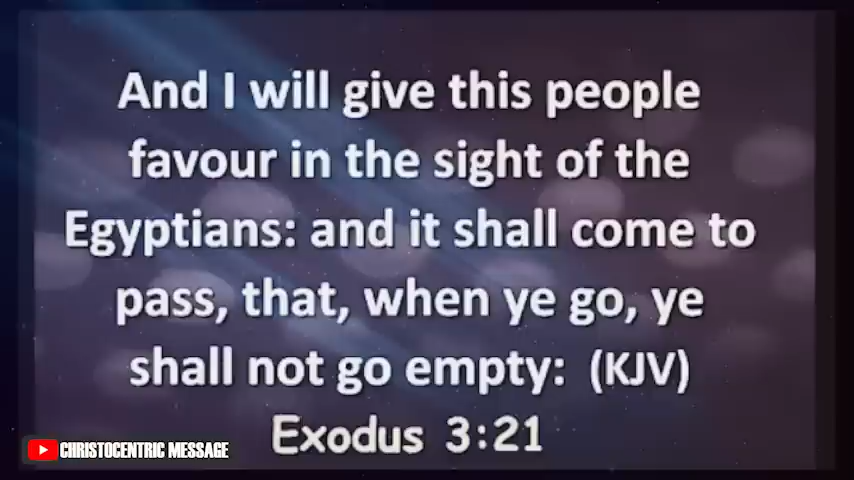 And I will give this people
favour in the sight of the
Egyptians: and it shall come to
pass, that, when ye go, ye
shall not go empty: (KJV)
Exodus 3:21
CHRISTOCENTRIC MESSAGE